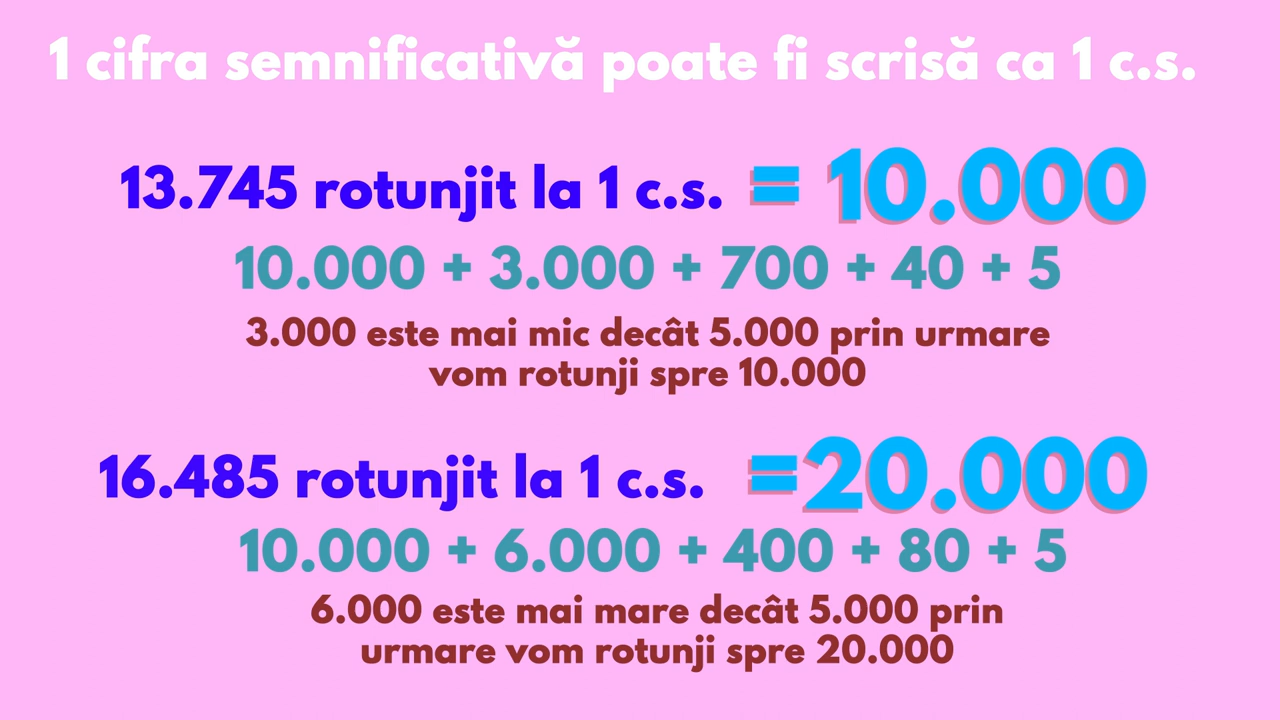 1 cifra semnificativă poate fi scrisă ca 1 c.s.
13.745 rotunjit la 1 c.s. = 10.000
10.000 + 3.000 + 700 + 40 + 5
3.000 este mai mic decât 5.000 prin urmare
vom rotunji spre 10.000
16.485 rotunjit la 1 c.s. =20.000
10.000 + 6.000 + 400 + 80 + 5
6.000 este mai mare decât 5.000 prin
urmare vom rotunji spre 20.000